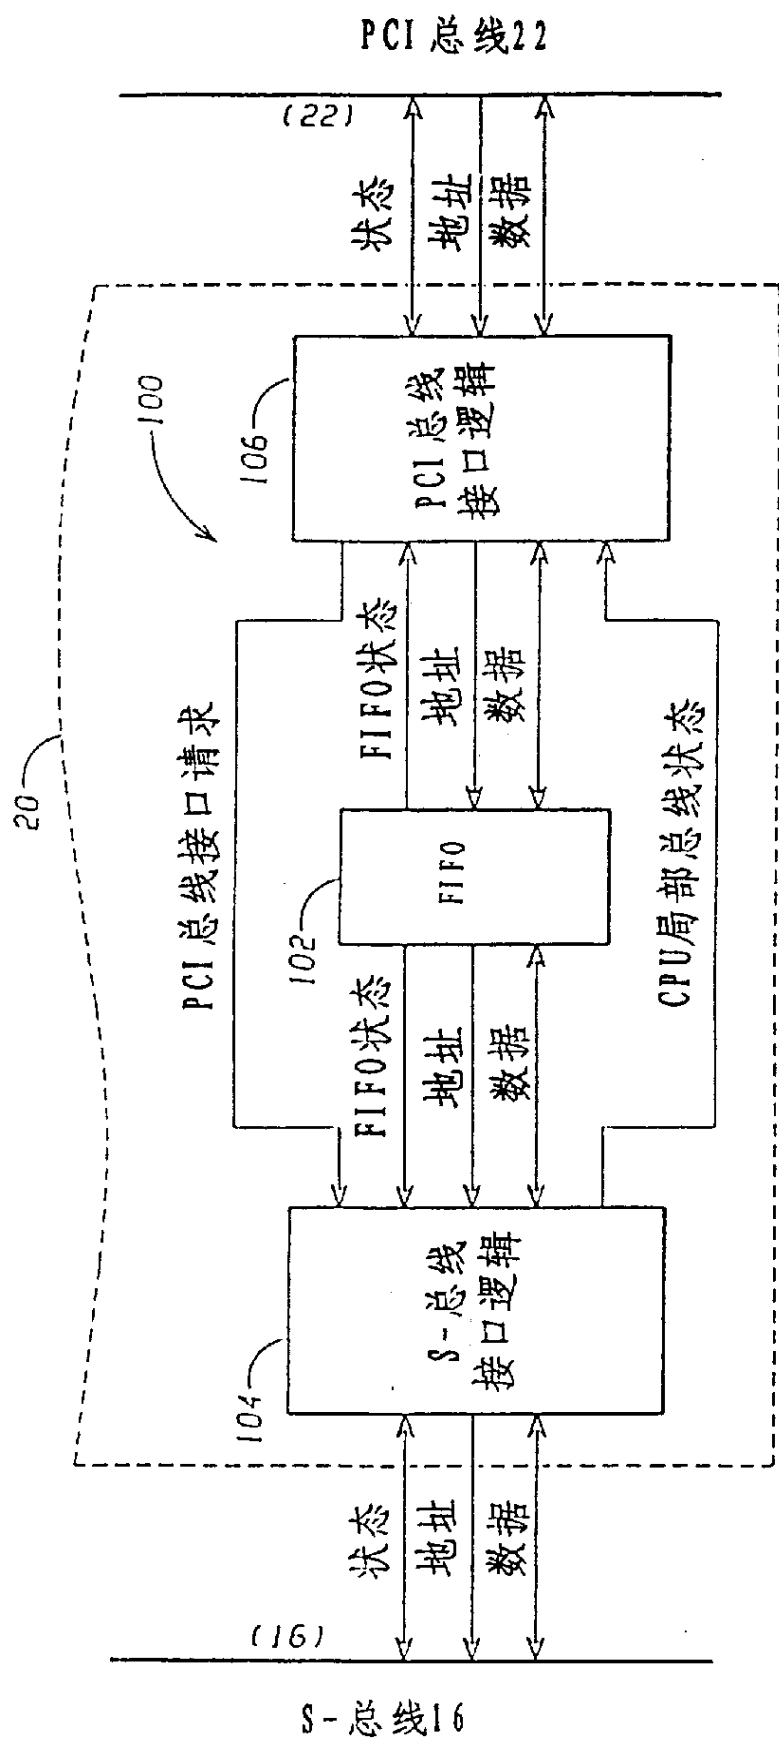 PCI 总线22
(22)
状态
地址
数据
100
106
PCI 总线
接口逻辑
20
PCI 总线接口请求
FIFO状态
地址
数据
102
FIFO
CPU局部总线状态
FIFO状态
地址
数据
104
S-总线
接口逻辑
状态
地址
数据
(16)
S-总线16